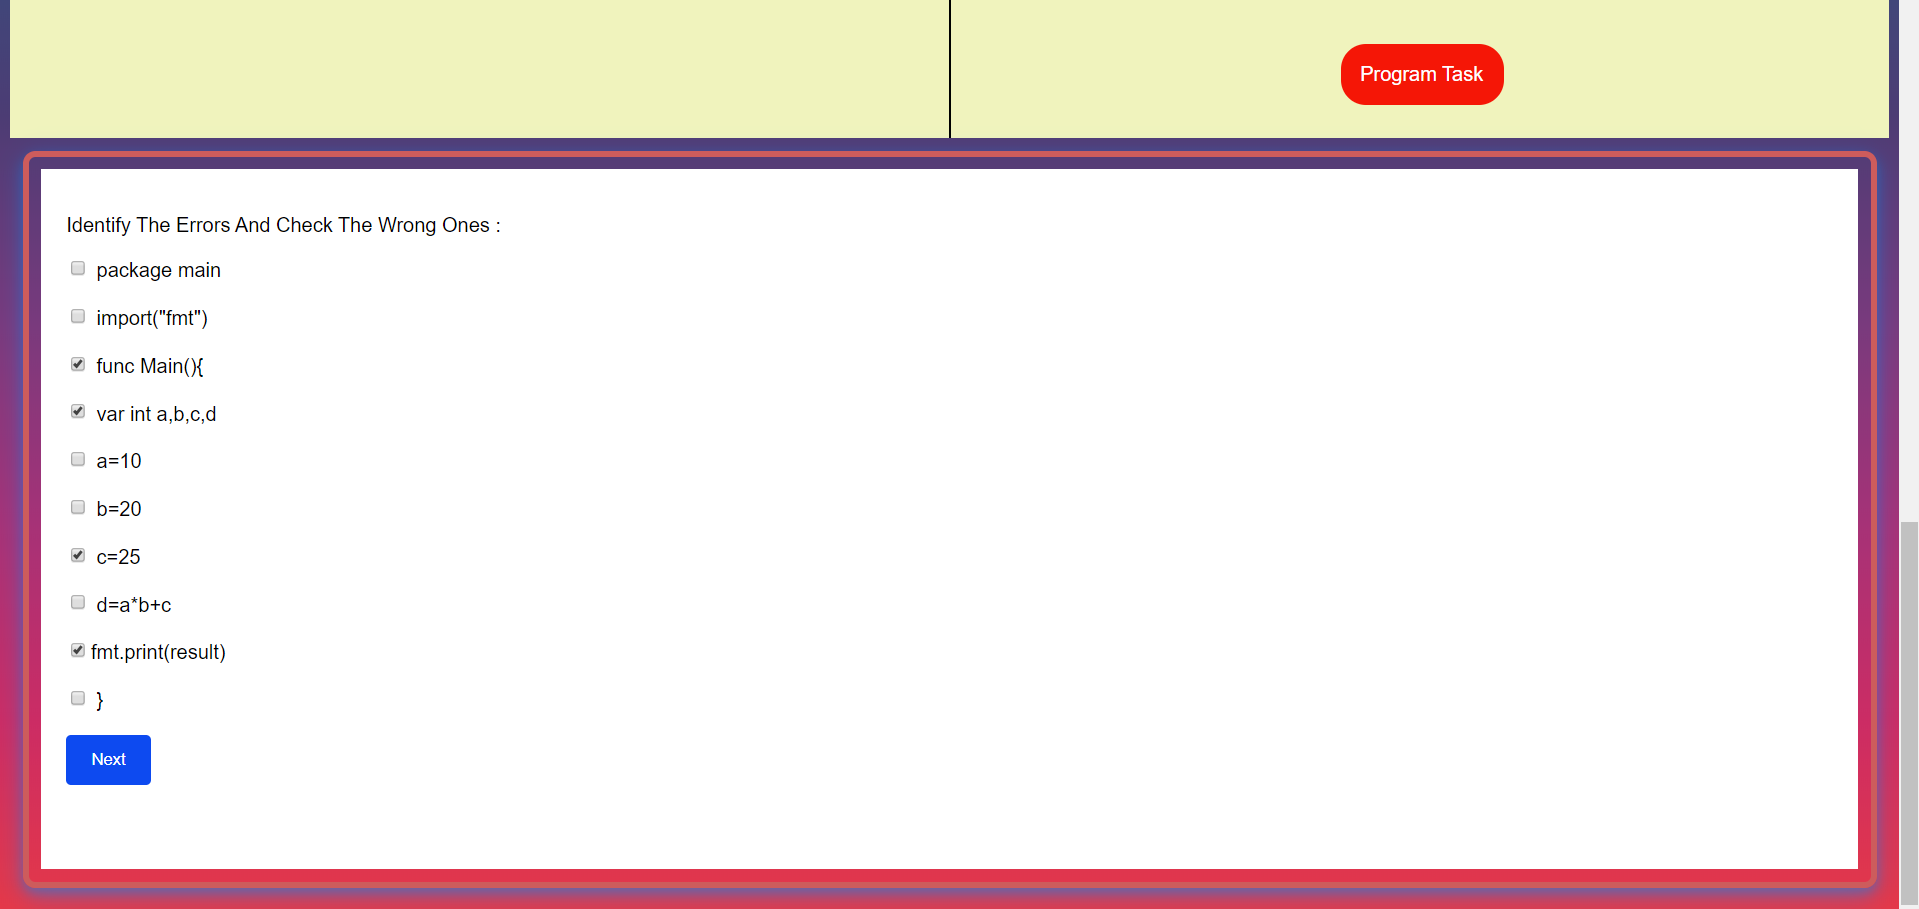 Program Task
Identify The Errors And Check The Wrong Ones :
package main
import("fmt")
func Main(){
var int a,b,c,d
a=10
b=20
c=25
d=a*b+c
fmt.print(result)
}
Next